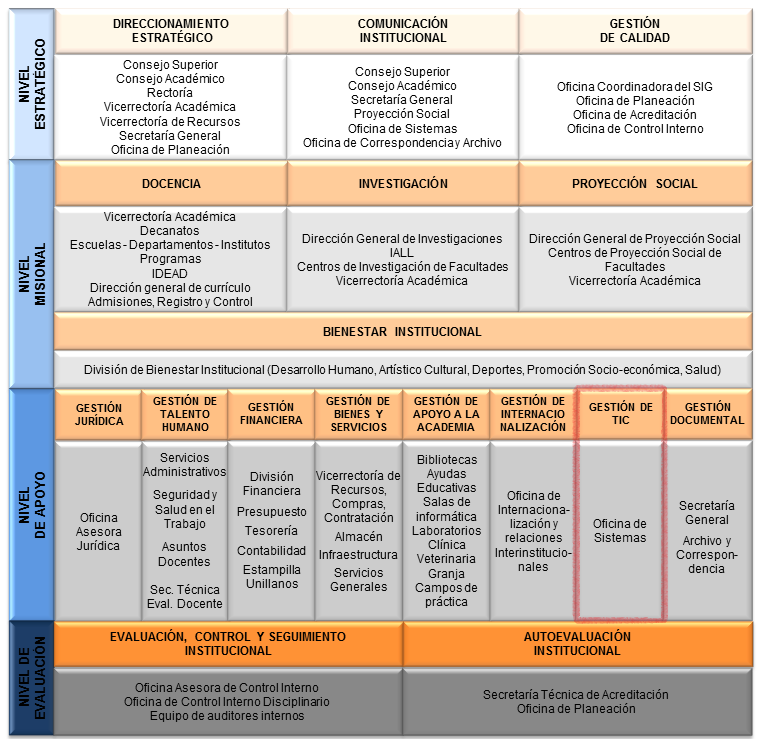 NIVEL
ESTRATÉGICO
DIRECCIONAMIENTO
ESTRATÉGICO
Consejo Superior
Consejo Académico
Rectoría
Vicerrectoría Académica
Vicerrectoría de Recursos
Secretaría General
Oficina de Planeación
COMUNICACIÓN
INSTITUCIONAL
Consejo Superior
Consejo Académico
Secretaría General
Proyección Social
Oficina de Sistemas
Oficina de Correspondencia y Archivo
GESTIÓN
DE CALIDAD
Oficina Coordinadora del SIG
Oficina de Planeación
Oficina de Acreditación
Oficina de Control Interno
NIVEL
MISIONAL
DOCENCIA
Vicerrectoría Académica
Decanatos
Escuelas - Departamentos - Institutos
Programas
IDEAD
Dirección general de currículo
Admisiones, Registro y Control
INVESTIGACIÓN
Dirección General de Investigaciones
IALL
Centros de Investigación de Facultades
Vicerrectoría Académica
PROYECCIÓN SOCIAL
Dirección General de Proyección Social
Centros de Proyección Social de
Facultades
Vicerrectoría Académica
BIENESTAR INSTITUCIONAL
División de Bienestar Institucional (Desarrollo Humano, Artístico Cultural, Deportes, Promoción Socio-económica, Salud)
NIVEL
DE APOYO
GESTIÓN
JURÍDICA
Oficina
Asesora
Jurídica
GESTIÓN DE
TALENTO
HUMANO
Servicios
Administrativos
Seguridad y
Salud en el
Trabajo
Asuntos
Docentes
Sec. Técnica
Eval. Docente
GESTIÓN
FINANCIERA
División
Financiera
Presupuesto
Tesorería
Contabilidad
Estampilla
Unillanos
GESTIÓN DE
BIENES Y
SERVICIOS
Vicerrectoría de
Recursos,
Compras,
Contratación
Almacén
Infraestructura
Servicios
Generales
GESTIÓN DE
APOYO A LA
ACADEMIA
Bibliotecas
Ayudas
Educativas
Salas de
informática
Laboratorios
Clínica
Veterinaria
Granja
Campos de
práctica
GESTIÓN DE
INTERNACIO
NALIZACIÓN
Oficina de
Internaciona-
lización y
relaciones
Interinstitucio-
nales
GESTIÓN DE
TIC
Oficina de
Sistemas
GESTIÓN
DOCUMENTAL
Secretaría
General
Archivo y
Correspon-
dencia
NIVEL DE
EVALUACIÓN
EVALUACIÓN, CONTROL Y SEGUIMIENTO
INSTITUCIONAL
Oficina Asesora de Control Interno
Oficina de Control Interno Disciplinario
Equipo de auditores internos
AUTOEVALUACIÓN
INSTITUCIONAL
Secretaría Técnica de Acreditación
Oficina de Planeación